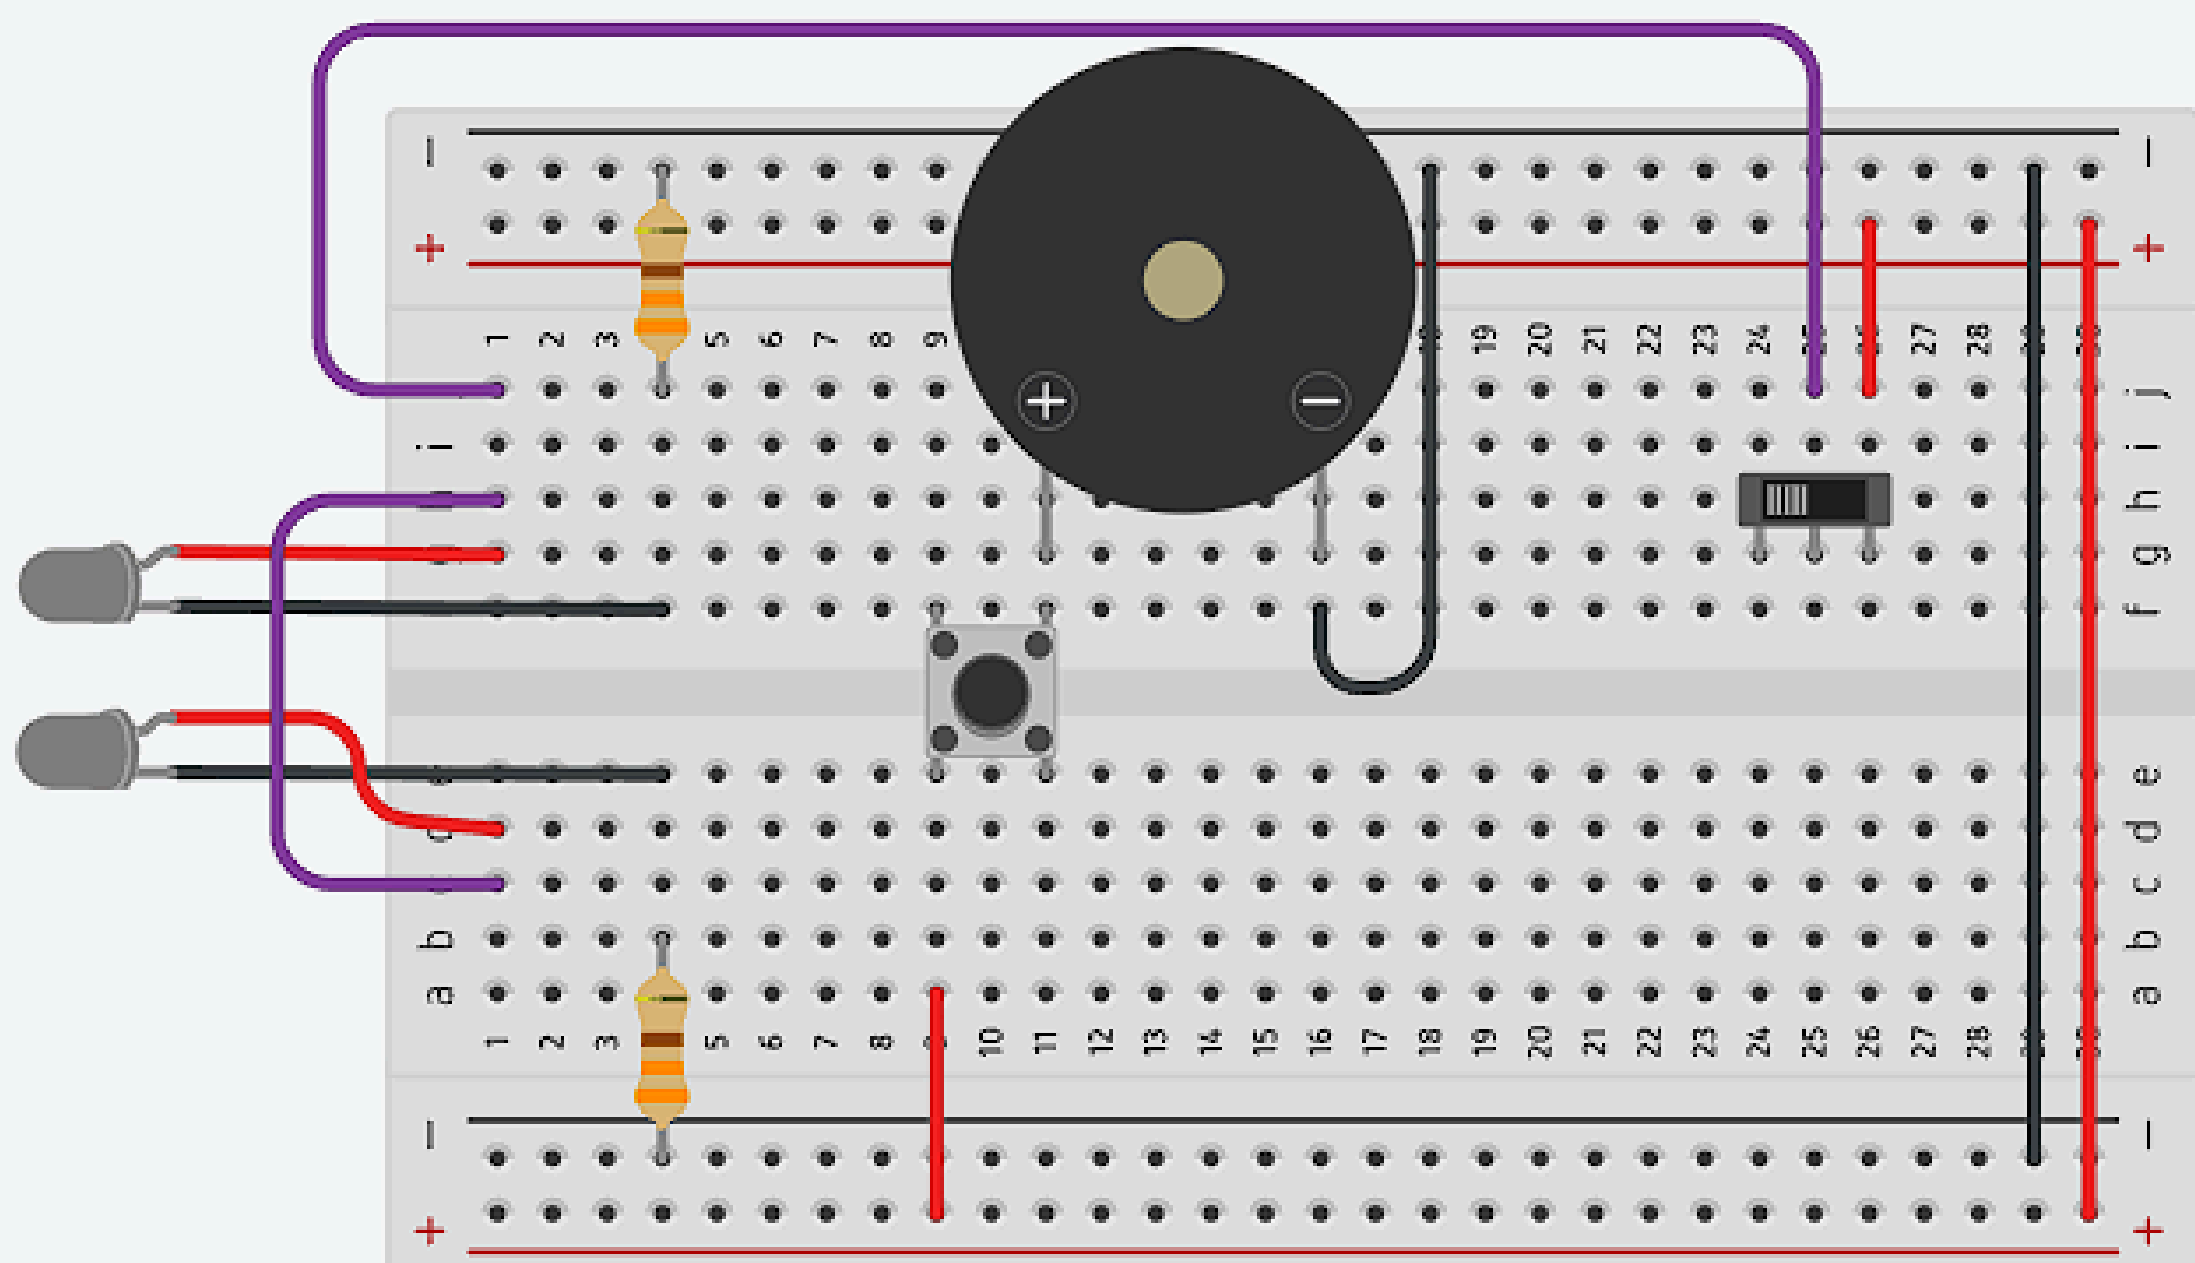 − −
+ +
1 2 3 5 6 7 8 9 19 20 21 22 23 24 27 28
+ − j
i i
h
g
f
e
d
c
b b
a a
1 2 3 5 6 7 8 10 11 12 13 14 15 16 17 18 19 20 21 22 23 24 25 26 27 28
− −
+ +